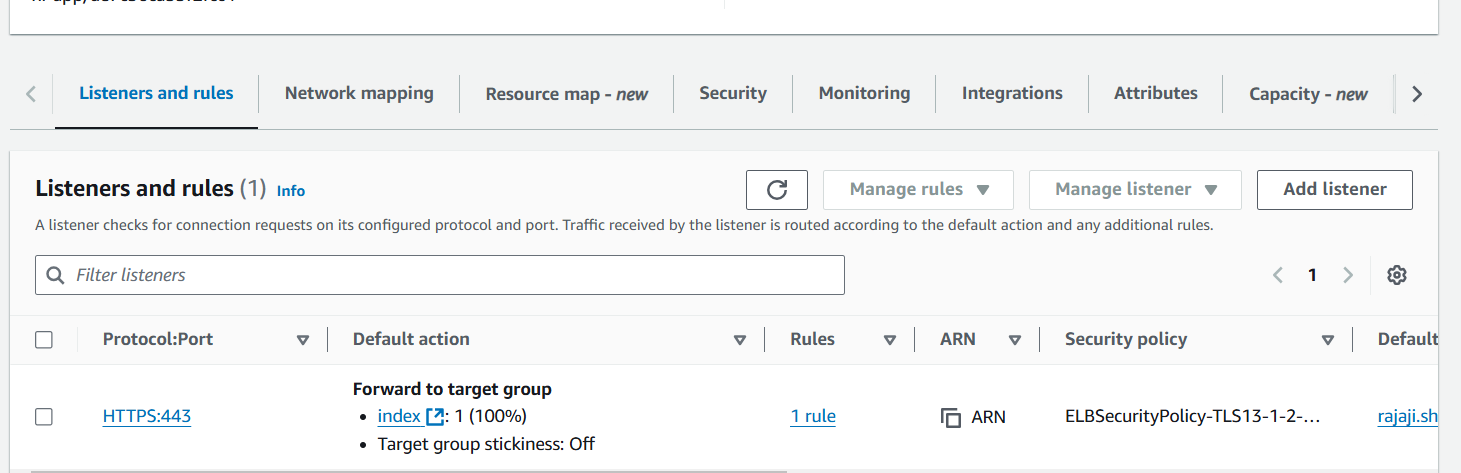 Listeners and rules Network mapping Resource map - new Security Monitoring Integrations Attributes Capacity - new
Listeners and rules (1) Info Manage rules Manage listener Add listener
A listener checks for connection requests on its configured protocol and port. Traffic received by the listener is routed according to the default action and any additional rules.
Filter listeners 1
Protocol:Port Default action Rules ARN Security policy Default
Forward to target group
HTTPS:443 • index : 1 (100%) 1 rule ARN ELBSecurityPolicy-TLS13-1-2-... rajaji.sh
• Target group stickiness: Off